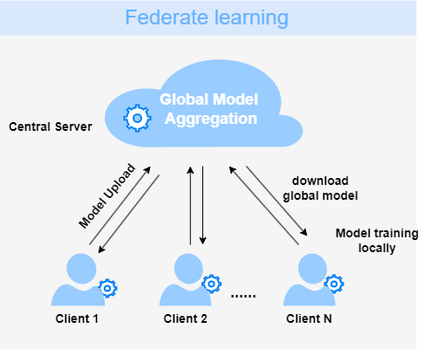 Federate learning
Global Model
Aggregation
Central Server
Model Upload
download
global model
Model training
locally
......
Client 1
Client 2
Client N